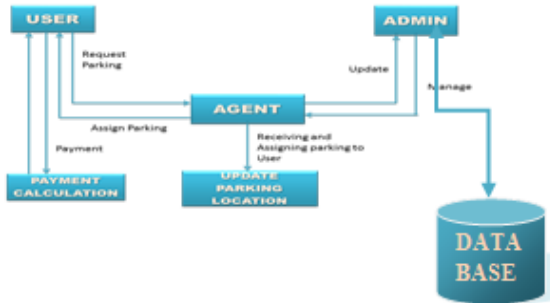 USER
ADMIN
Request
Parking
Update
Manage
AGENT
Assign Parking
Receiving and
Assigning parking to
User
Payment
PAYMENT
CALCULATION
UPDATE
PARKING
LOCATION
DATA
BASE